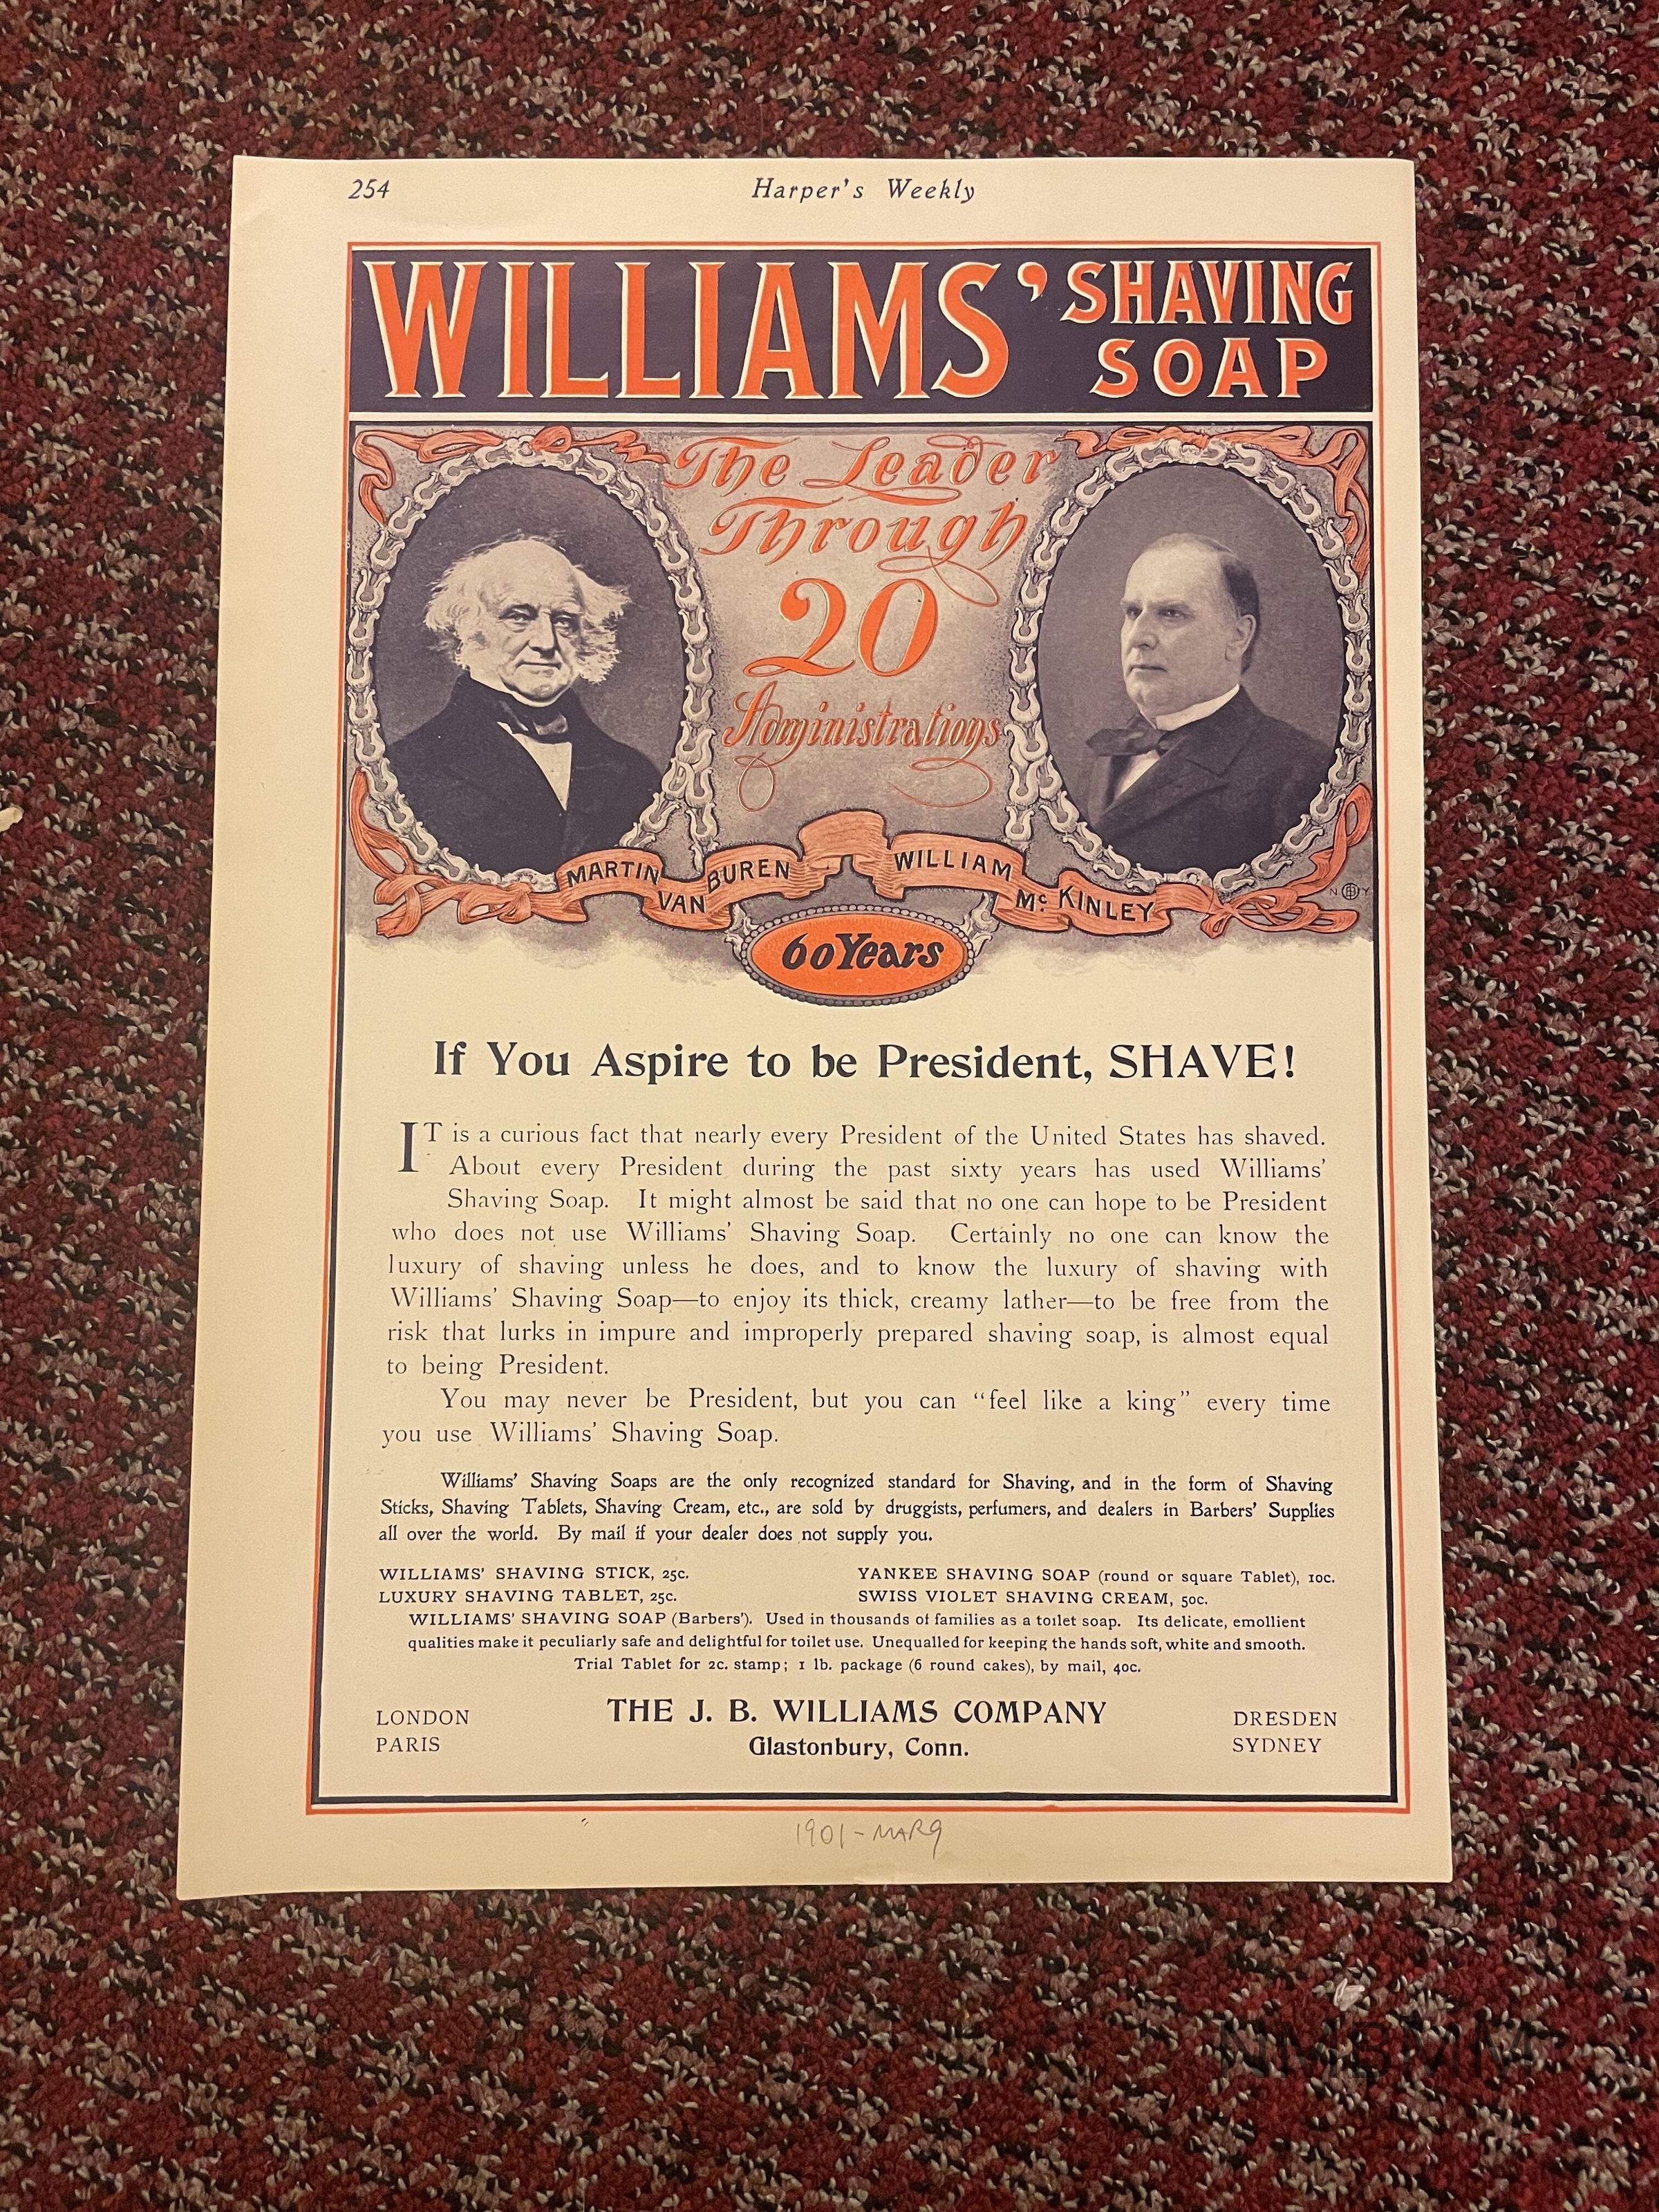 254
Harper's Weekly
WILLIAMS' SHAVING
SOAP
The Leader
Through
20
Administrations
MARTIN VAN BUREN
WILLIAM McKINLEY
60 Years
If You Aspire to be President, SHAVE!
IT is a curious fact that nearly every President of the United States has shaved.
About every President during the past sixty years has used Williams'
Shaving Soap. It might almost be said that no one can hope to be President
who does not use Williams' Shaving Soap. Certainly no one can know the
luxury of shaving unless he does, and to know the luxury of shaving with
Williams' Shaving Soap—to enjoy its thick, creamy lather—to be free from the
risk that lurks in impure and improperly prepared shaving soap, is almost equal
to being President.
You may never be President, but you can "feel like a king" every time
you use Williams' Shaving Soap.
Williams' Shaving Soaps are the only recognized standard for Shaving, and in the form of Shaving
Sticks, Shaving Tablets, Shaving Cream, etc., are sold by druggists, perfumers, and dealers in Barbers' Supplies
all over the world. By mail if your dealer does not supply you.
WILLIAMS' SHAVING STICK, 25c. YANKEE SHAVING SOAP (round or square Tablet), 10c.
LUXURY SHAVING TABLET, 25c. SWISS VIOLET SHAVING CREAM, 50c.
WILLIAMS' SHAVING SOAP (Barbers'). Used in thousands of families as a toilet soap. Its delicate, emollient
qualities make it peculiarly safe and delightful for toilet use. Unequalled for keeping the hands soft, white and smooth.
Trial Tablet for 2c. stamp; 1 lb. package (6 round cakes), by mail, 40c.
LONDON
PARIS
THE J. B. WILLIAMS COMPANY
Glastonbury, Conn.
DRESDEN
SYDNEY
1901-MAR9
NMBMM